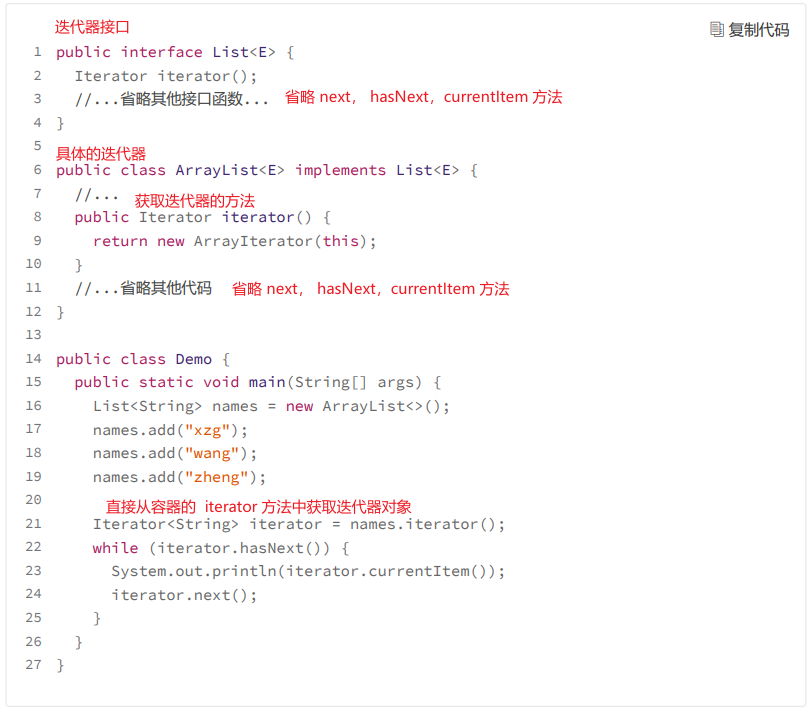 迭代器接口
复制代码
1 public interface List<E> {
2 Iterator iterator();
3 //...省略其他接口函数... 省略 next， hasNext，currentItem 方法
4 }
5
具体的迭代器
6 public class ArrayList<E> implements List<E> {
7 //... 获取迭代器的方法
8 public Iterator iterator() {
9 return new ArrayIterator(this);
10 }
11 //...省略其他代码 省略 next， hasNext，currentItem 方法
12 }
13
14 public class Demo {
15 public static void main(String[] args) {
16 List<String> names = new ArrayList<>();
17 names.add("xzg");
18 names.add("wang");
19 names.add("zheng");
20
直接从容器的 iterator 方法中获取迭代器对象
21 Iterator<String> iterator = names.iterator();
22 while (iterator.hasNext()) {
23 System.out.println(iterator.currentItem());
24 iterator.next();
25 }
26 }
27 }